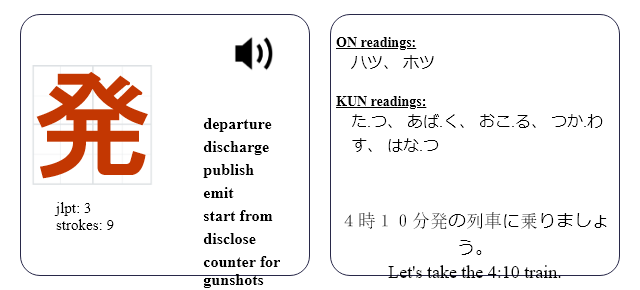 発
departure
discharge
publish
emit
start from
disclose
counter for
gunshots
jlpt: 3
strokes: 9
ON readings:
ハツ、 ホツ
KUN readings:
た.つ、 あば.く、 おこ.る、 つか.わ
す、 はな.つ
４時１０分発の列車に乗りましょ
う。
Let's take the 4:10 train.